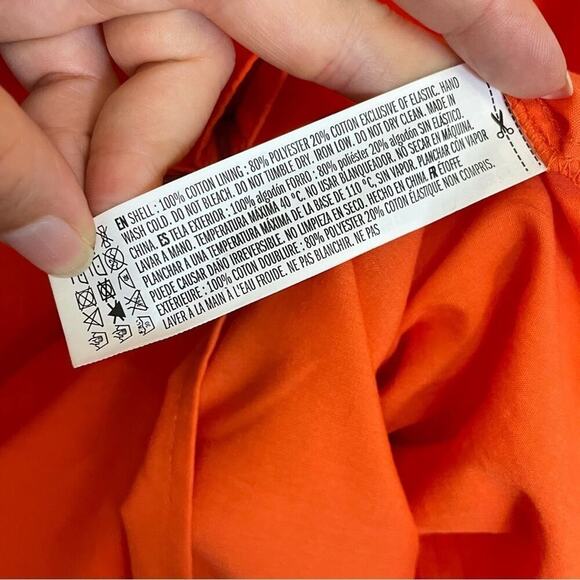 EN SHELL: 100% COTTON LINING: 80% POLYESTER 20% COTTON EXCLUSIVE OF ELASTIC. HAND
WASH COLD. DO NOT BLEACH. DO NOT TUMBLE DRY. IRON LOW. DO NOT DRY CLEAN. MADE IN
CHINA ES TELA EXTERIOR: 100% algodón FORRO: 80% poliéster 20% algodón SIN ELÁSTICO.
LAVAR A MANO. TEMPERATURA MÁXIMA 40 °C. NO USAR BLANQUEADOR. NO SECAR EN MÁQUINA.
PLANCHAR A UNA TEMPERATURA MÁXIMA DE LA BASE DE 110 °C, SIN VAPOR. PLANCHAR CON VAPOR
PUEDE CAUSAR DAÑO IRREVERSIBLE. NO LIMPIEZA EN SECO. HECHO EN CHINA. FR ÉTOFFE
EXTÉRIEURE: 100% COTON DOUBLURE: 80% POLYESTER 20% COTON ÉLASTIQUE NON COMPRIS.
LAVER À LA MAIN À L'EAU FROIDE. NE PAS BLANCHIR. NE PAS